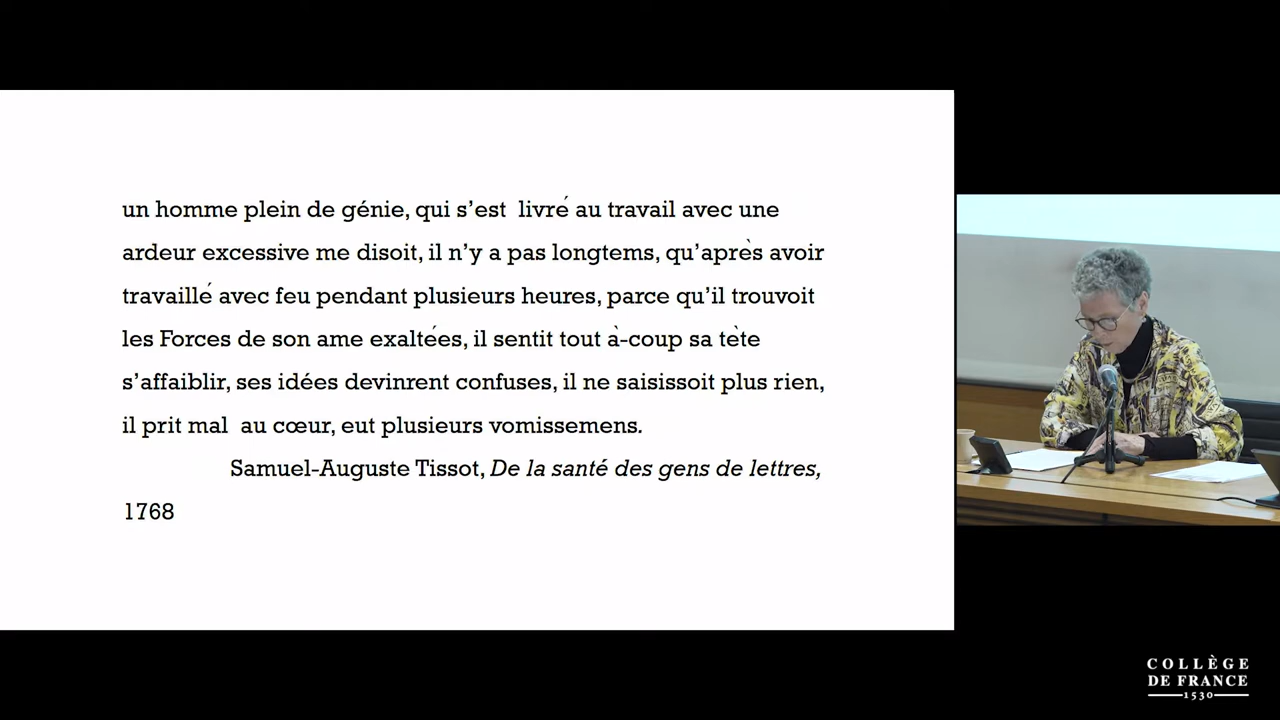 un homme plein de génie, qui s'est livré au travail avec une
ardeur excessive me disoit, il n'y a pas longtems, qu'après avoir
travaillé avec feu pendant plusieurs heures, parce qu'il trouvoit
les Forces de son ame exaltées, il sentit tout à-coup sa tète
s'affaiblir, ses idées devinrent confuses, il ne saisissoit plus rien,
il prit mal au cœur, eut plusieurs vomissemens.
Samuel-Auguste Tissot, De la santé des gens de lettres,
1768
COLLÈGE
DE FRANCE
1530